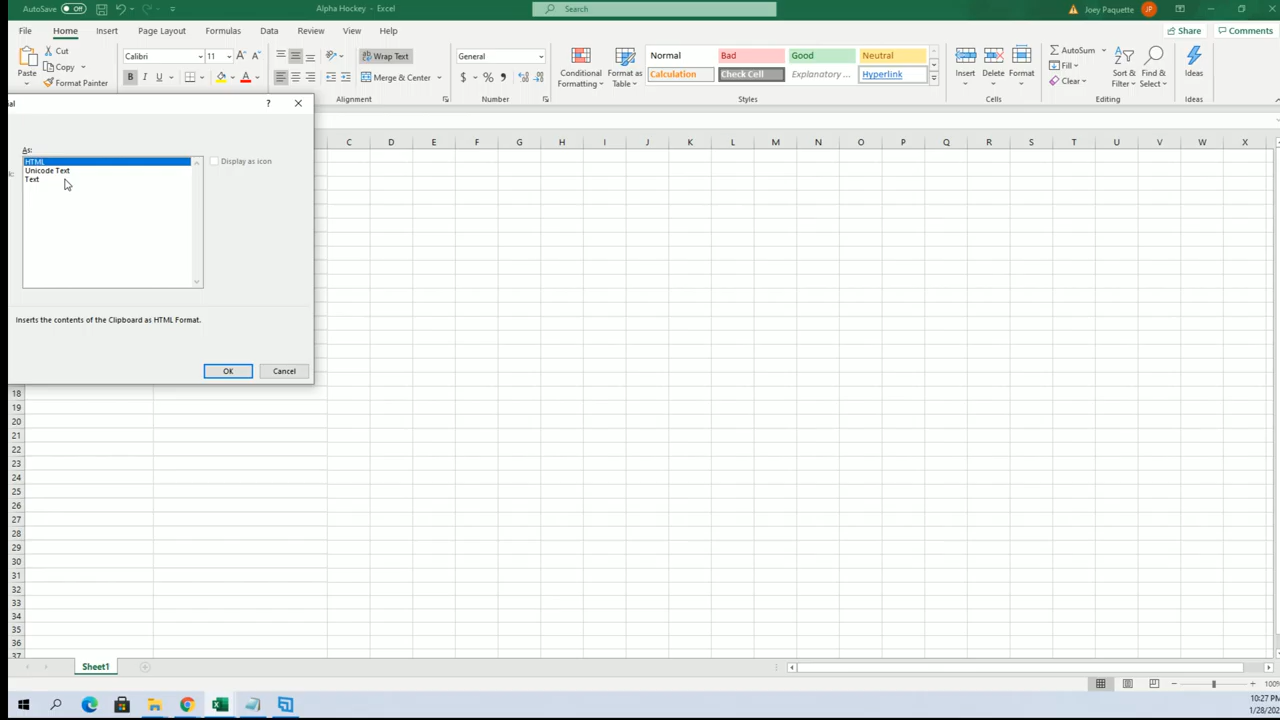 AutoSave Off
Alpha Hockey - Excel
Search
Joey Paquette JP
File Home Insert Page Layout Formulas Data Review View Help
Share Comments
Paste
Cut
Copy
Format Painter
Calibri 11
B I U
Wrap Text
Merge & Center
General
$ %
Conditional Formatting
Format as Table
Normal Bad Good Neutral
Calculation Check Cell Explanatory ... Hyperlink
Insert Delete Format
AutoSum
Fill
Clear
Sort & Filter
Find & Select
Ideas
Alignment Number Styles Cells Editing Ideas
?
As:
HTML
Unicode Text
Text
Display as icon
Inserts the contents of the Clipboard as HTML Format.
OK Cancel
C D E F G H I J K L M N O P Q R S T U V W X
18
19
20
21
22
23
24
25
26
27
28
29
30
31
32
33
34
35
36
37
Sheet1
100%
10:27 PM
1/28/202